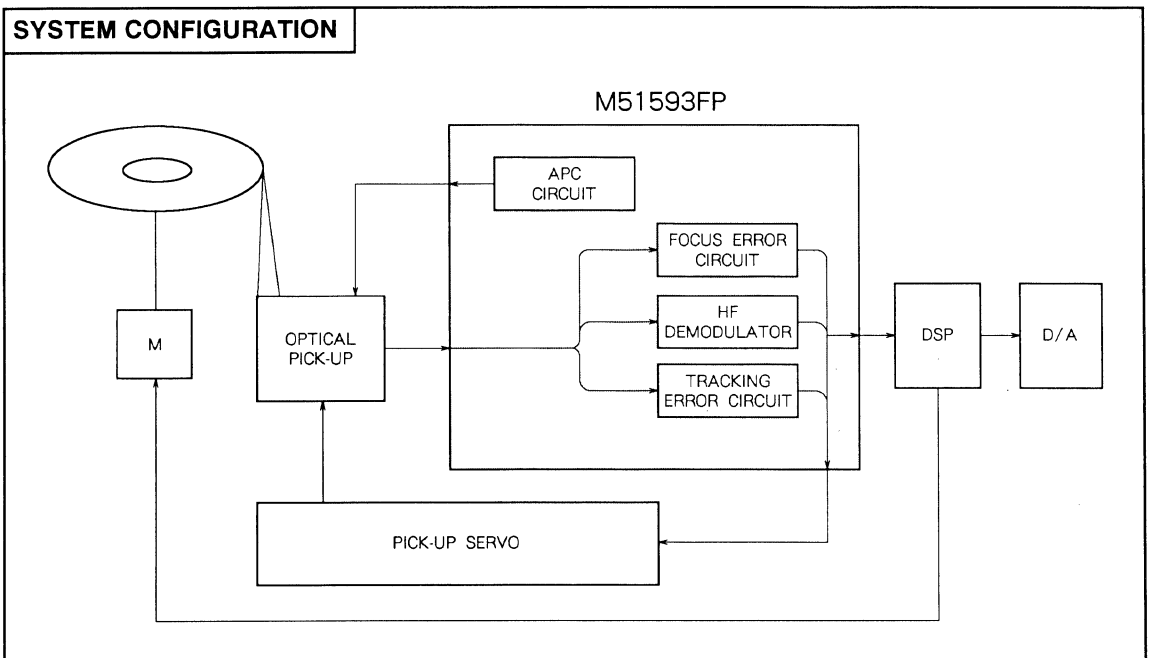 SYSTEM CONFIGURATION
M51593FP
APC
CIRCUIT
FOCUS ERROR
CIRCUIT
OPTICAL
PICK-UP
M
HF
DEMODULATOR
DSP
D/A
TRACKING
ERROR CIRCUIT
PICK-UP SERVO